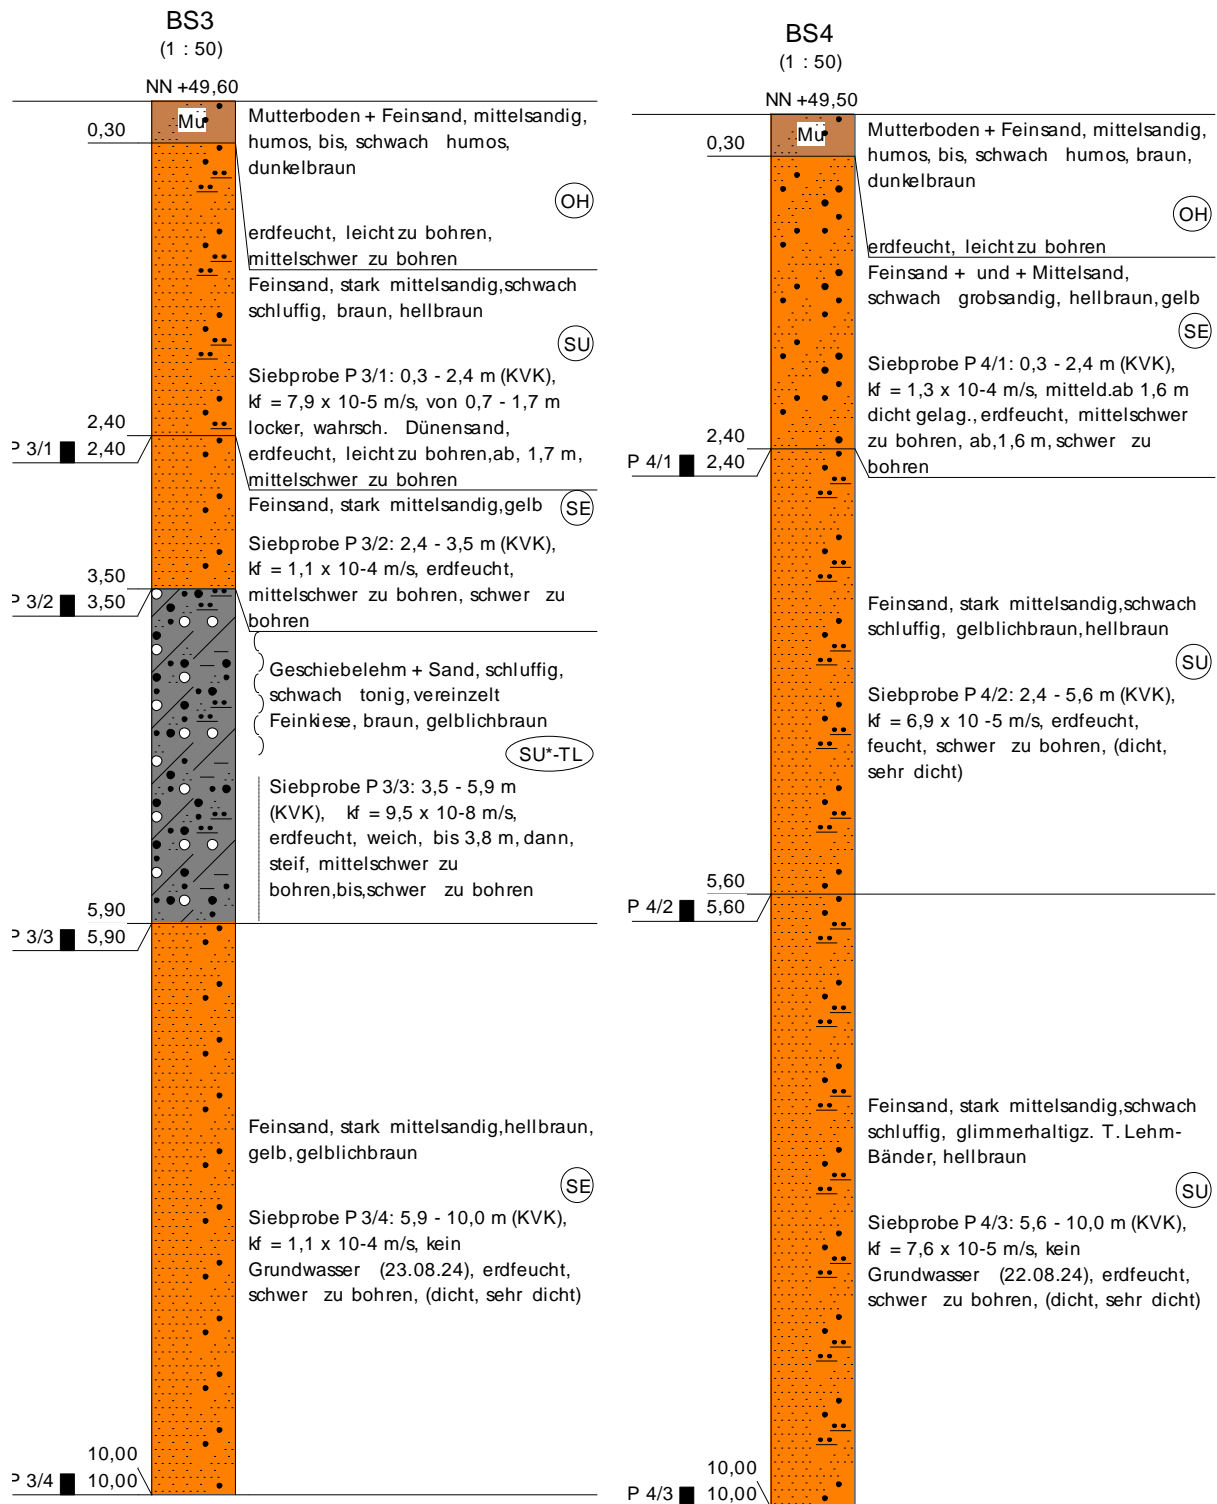 BS3
(1 : 50)
NN +49,60
Mu
0,30
Mutterboden + Feinsand, mittelsandig,
humos, bis, schwach humos,
dunkelbraun
OH
erdfeucht, leicht zu bohren,
mittelschwer zu bohren
Feinsand, stark mittelsandig, schwach
schluffig, braun, hellbraun
SU
Siebprobe P 3/1: 0,3 - 2,4 m (KVK),
kf = 7,9 x 10-5 m/s, von 0,7 - 1,7 m
locker, wahrsch. Dünensand,
erdfeucht, leicht zu bohren, ab, 1,7 m,
mittelschwer zu bohren
2,40
P 3/1 2,40
Feinsand, stark mittelsandig, gelb
SE
Siebprobe P 3/2: 2,4 - 3,5 m (KVK),
kf = 1,1 x 10-4 m/s, erdfeucht,
mittelschwer zu bohren, schwer zu
bohren
3,50
P 3/2 3,50
Geschiebelehm + Sand, schluffig,
schwach tonig, vereinzelt
Feinkiese, braun, gelblichbraun
SU*-TL
Siebprobe P 3/3: 3,5 - 5,9 m
(KVK), kf = 9,5 x 10-8 m/s,
erdfeucht, weich, bis 3,8 m, dann,
steif, mittelschwer zu
bohren,bis,schwer zu bohren
5,90
P 3/3 5,90
Feinsand, stark mittelsandig, hellbraun,
gelb, gelblichbraun
SE
Siebprobe P 3/4: 5,9 - 10,0 m (KVK),
kf = 1,1 x 10-4 m/s, kein
Grundwasser (23.08.24), erdfeucht,
schwer zu bohren, (dicht, sehr dicht)
10,00
P 3/4 10,00
BS4
(1 : 50)
NN +49,50
Mu
0,30
Mutterboden + Feinsand, mittelsandig,
humos, bis, schwach humos, braun,
dunkelbraun
OH
erdfeucht, leicht zu bohren
Feinsand + und + Mittelsand,
schwach grobsandig, hellbraun, gelb
SE
Siebprobe P 4/1: 0,3 - 2,4 m (KVK),
kf = 1,3 x 10-4 m/s, mitteld.ab 1,6 m
dicht gelag., erdfeucht, mittelschwer
zu bohren, ab,1,6 m, schwer zu
bohren
2,40
P 4/1 2,40
Feinsand, stark mittelsandig, schwach
schluffig, gelblichbraun, hellbraun
SU
Siebprobe P 4/2: 2,4 - 5,6 m (KVK),
kf = 6,9 x 10 -5 m/s, erdfeucht,
feucht, schwer zu bohren, (dicht,
sehr dicht)
5,60
P 4/2 5,60
Feinsand, stark mittelsandig, schwach
schluffig, glimmerhaltigz. T. Lehm-
Bänder, hellbraun
SU
Siebprobe P 4/3: 5,6 - 10,0 m (KVK),
kf = 7,6 x 10-5 m/s, kein
Grundwasser (22.08.24), erdfeucht,
schwer zu bohren, (dicht, sehr dicht)
10,00
P 4/3 10,00